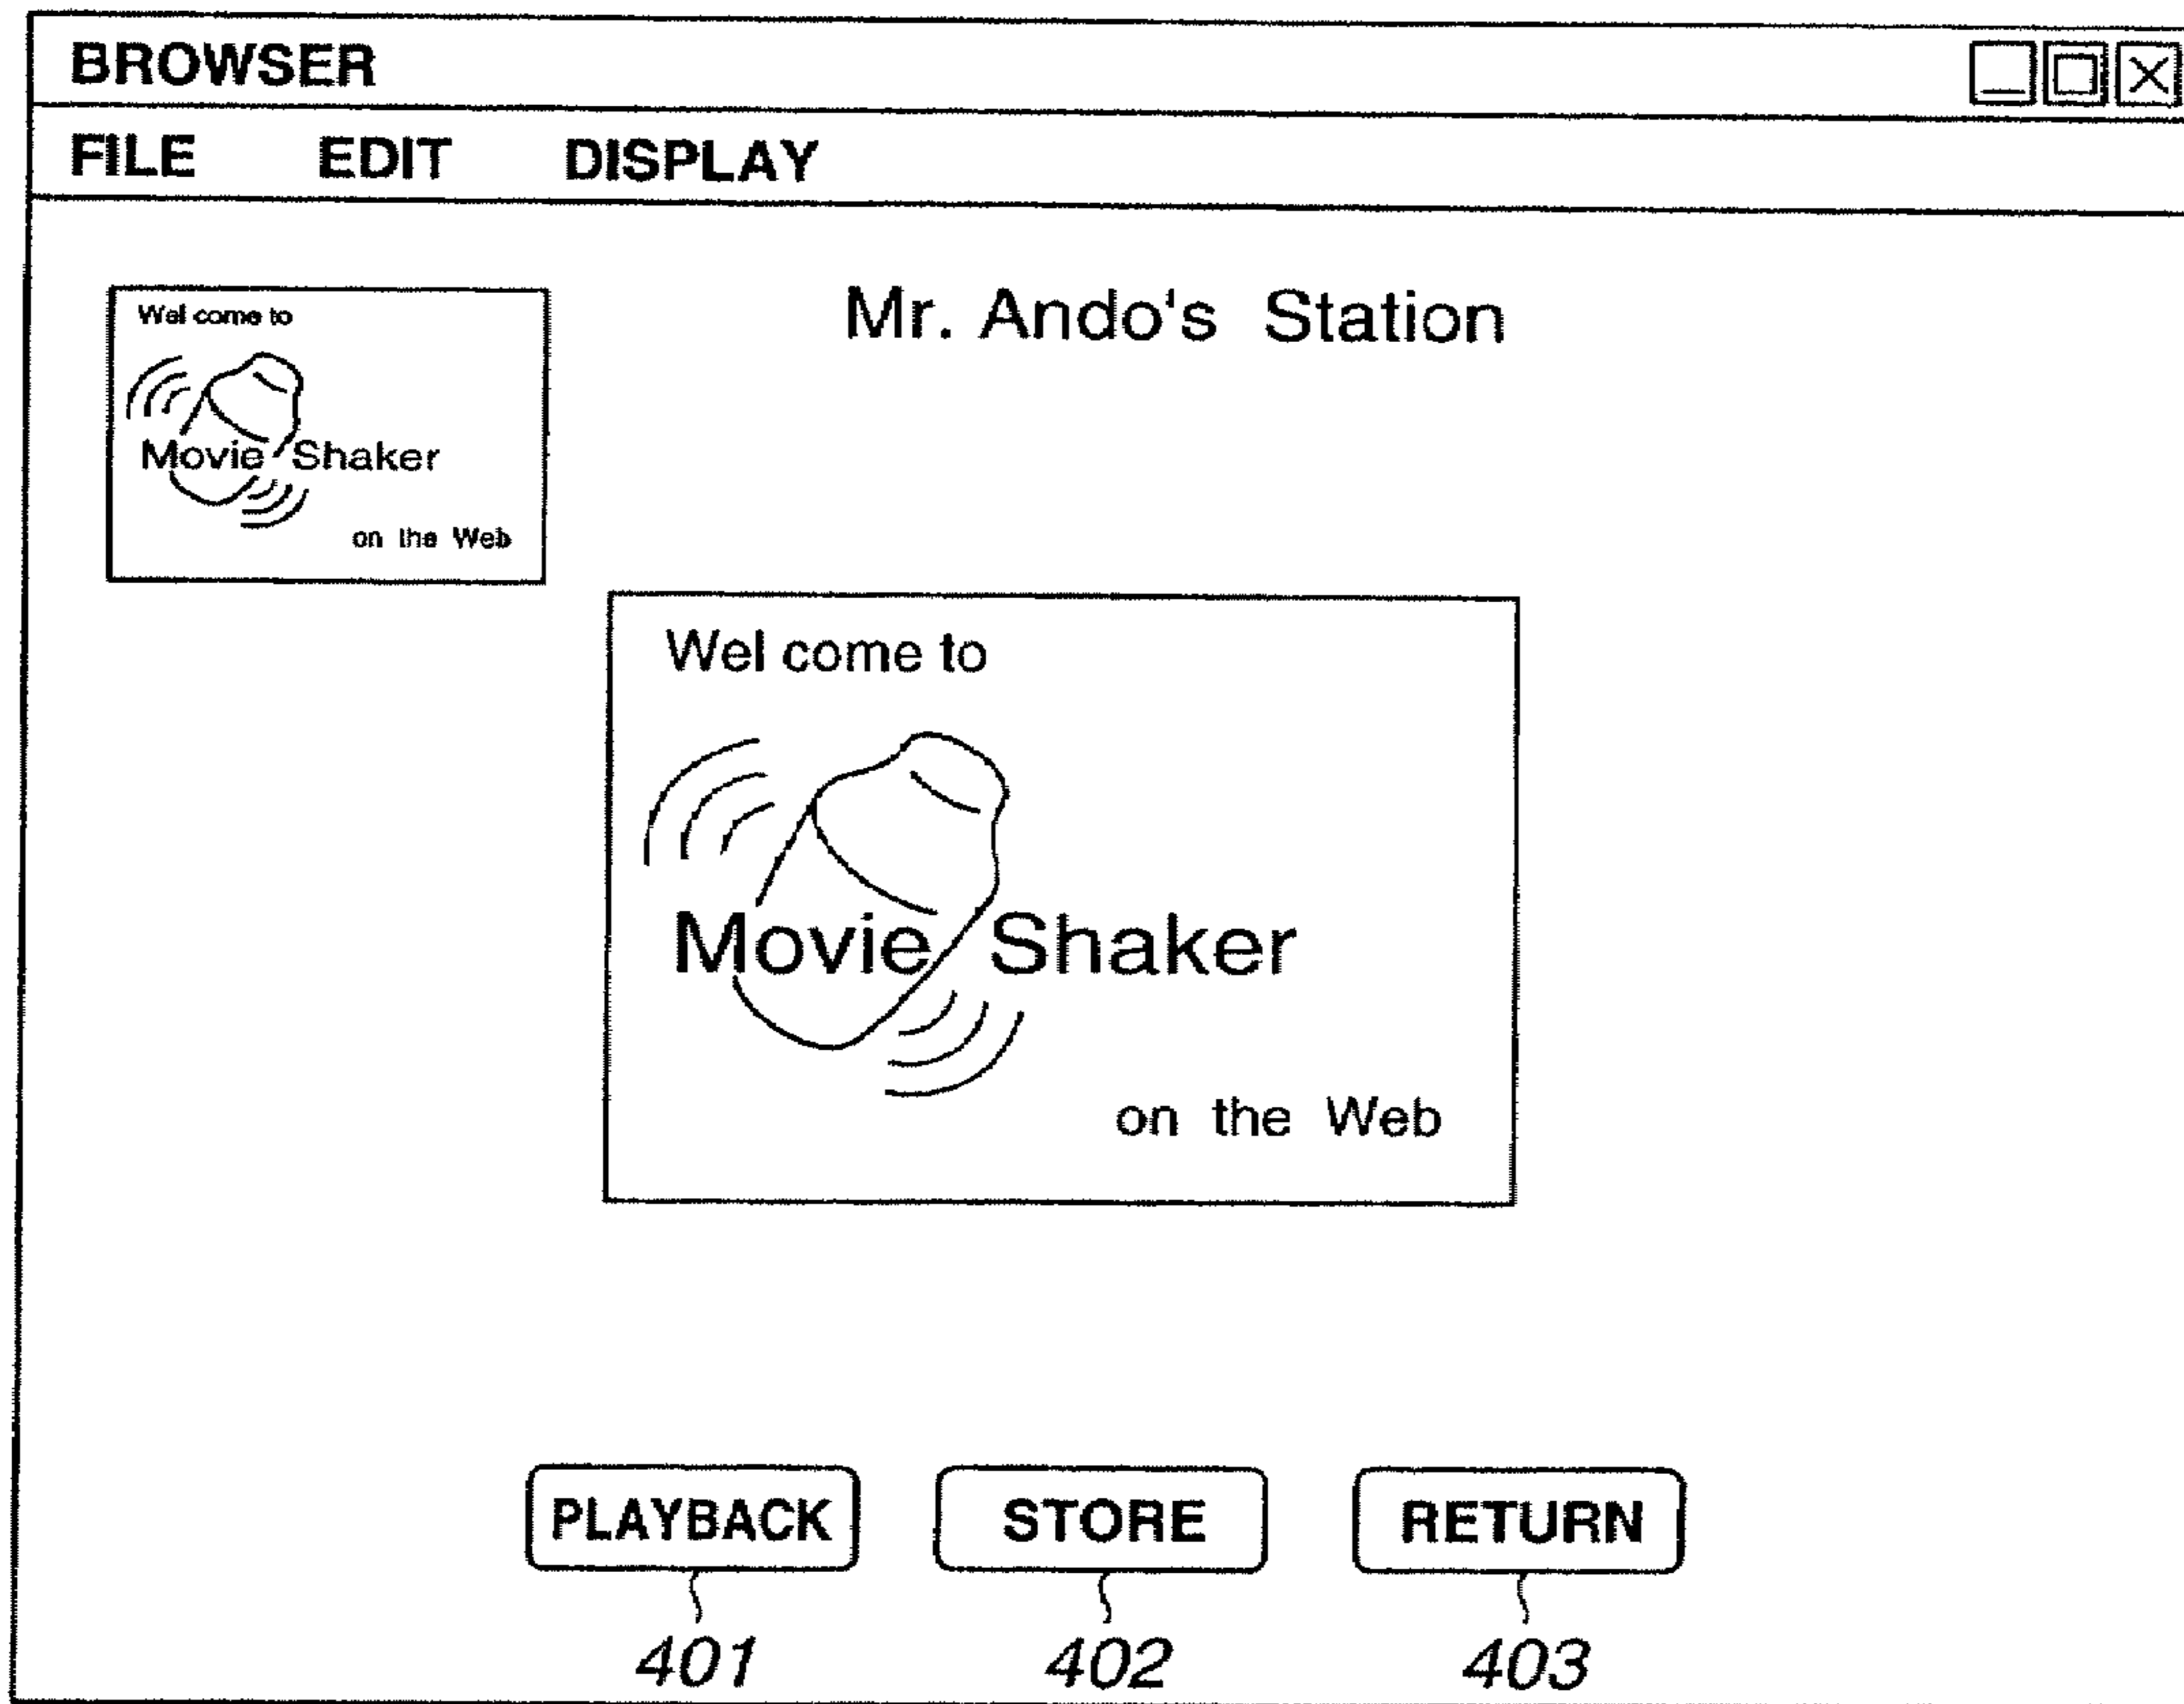 BROWSER
FILE EDIT DISPLAY
Mr. Ando's Station
Wel come to
Movie Shaker
on the Web
Wel come to
Movie Shaker
on the Web
PLAYBACK STORE RETURN
401 402 403